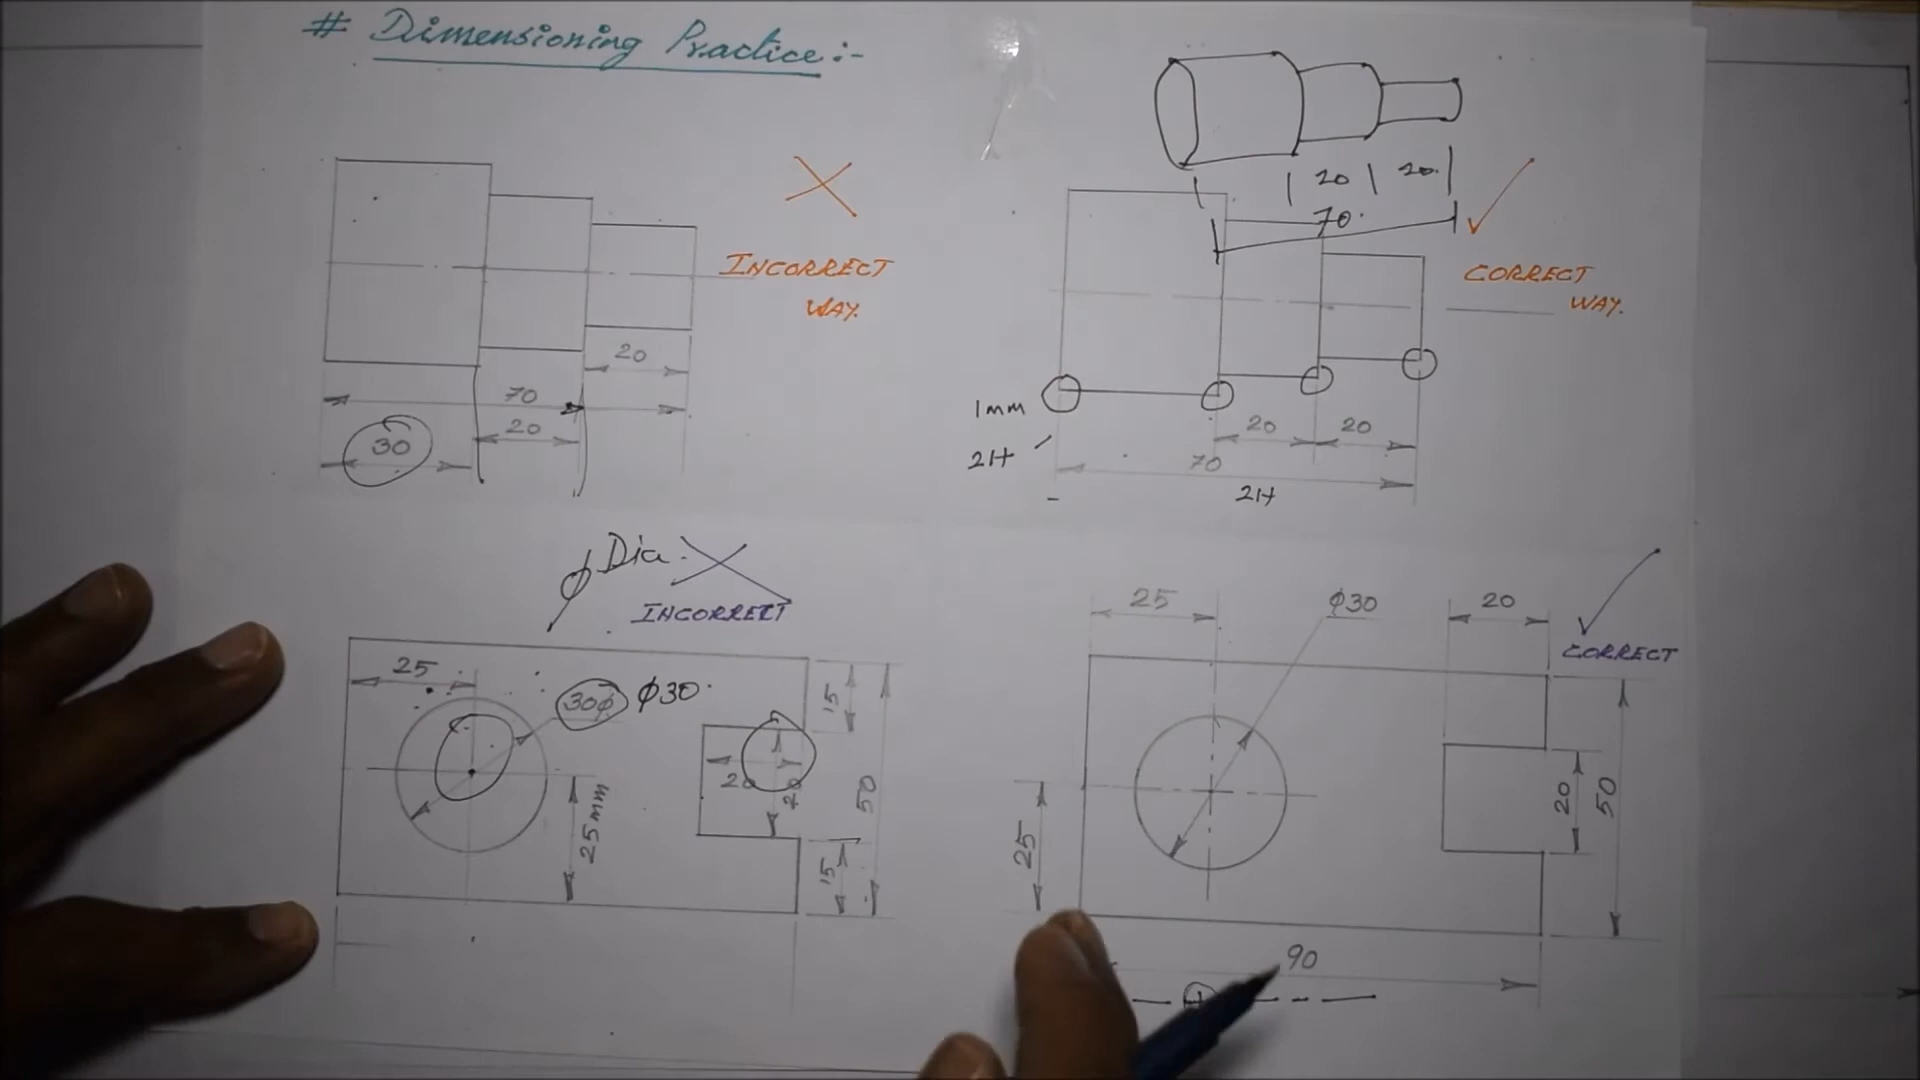 # Dimensioning Practice:-
20 20
70
INCORRECT
WAY.
CORRECT
WAY.
20
70
20
30
1mm
2H
20 20
70
2H
ϕ Dia
INCORRECT
25
30ϕ ϕ30
15
20
20
50
25mm
15
25
ϕ30
20
CORRECT
20
50
25
90